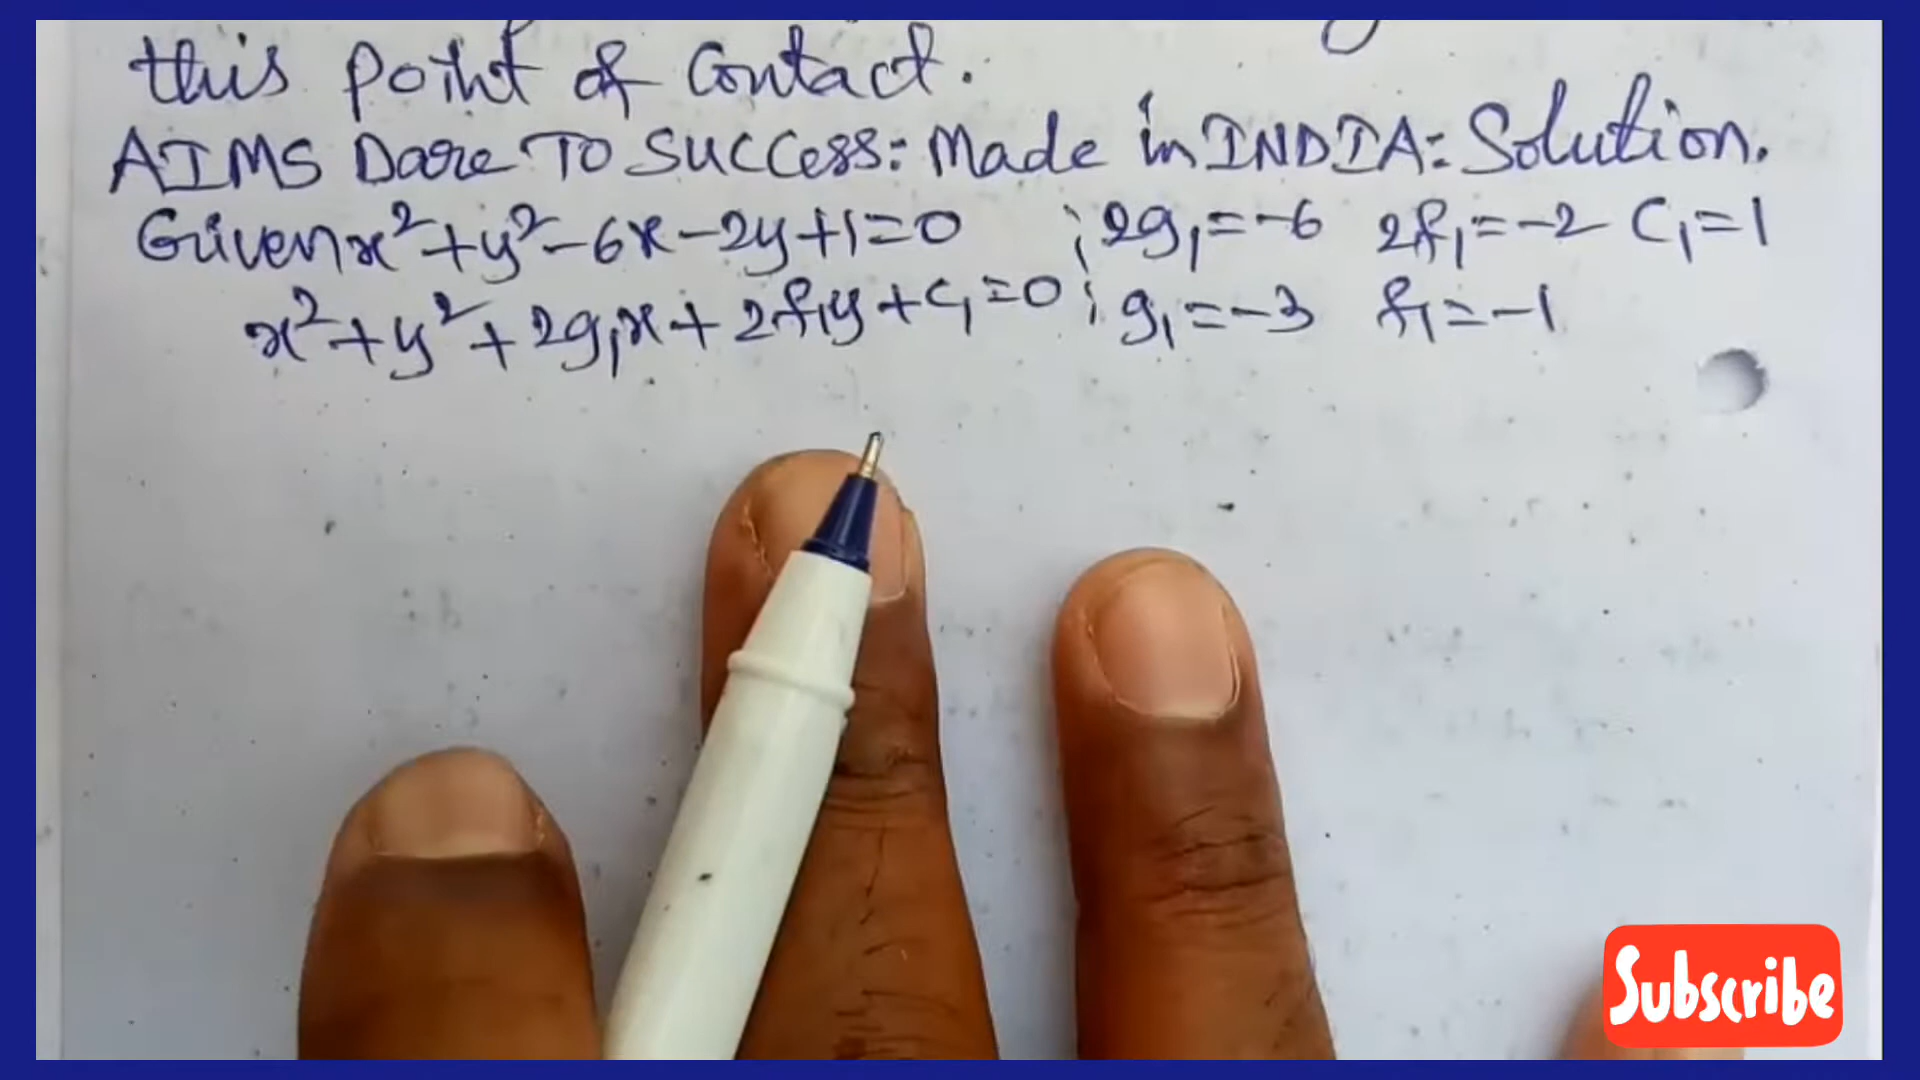 this point of Contact.
AIMS Dare To SUCCess: Made in INDIA: Solution.
Given x²+y²-6x-2y+1=0 ; 2g₁=-6 2f₁=-2 C₁=1
x²+y²+2g₁x+2f₁y+C₁=0 ; g₁=-3 f₁=-1
Subscribe